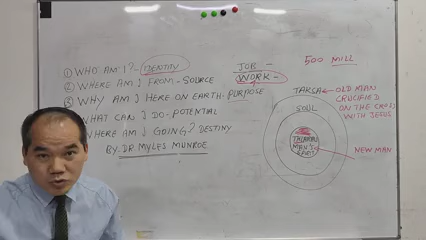 ① WHO AM I? - IDENTITY
② WHERE AM I FROM - SOURCE
③ WHY AM I HERE ON EARTH - PURPOSE
WHAT CAN I DO - POTENTIAL
WHERE AM I GOING? DESTINY
BY. DR MYLES MUNROE
JOB -
WORK -
500 MILL
OLD MAN
CRUCIFIED
ON THE CROSS
WITH JESUS
SOUL
MAN'S
SPIRIT
NEW MAN